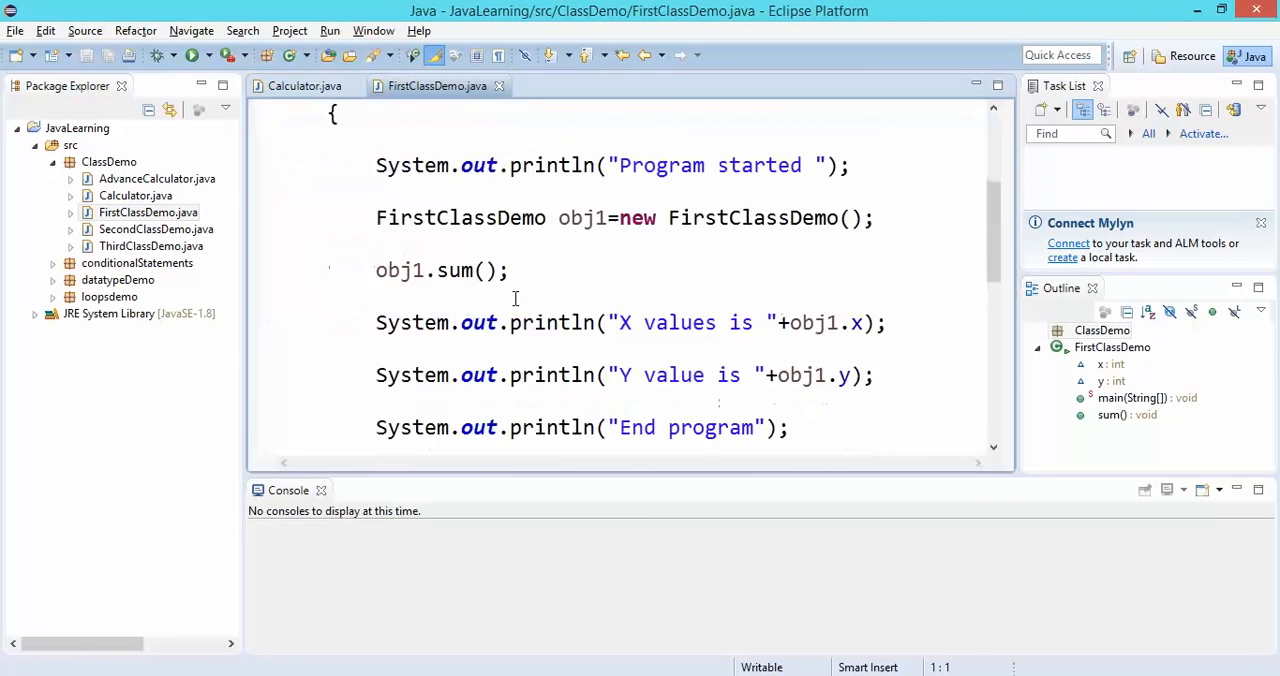 Java - JavaLearning/src/ClassDemo/FirstClassDemo.java - Eclipse Platform
File Edit Source Refactor Navigate Search Project Run Window Help
Quick Access Resource Java
Package Explorer
JavaLearning
src
ClassDemo
AdvanceCalculator.java
Calculator.java
FirstClassDemo.java
SecondClassDemo.java
ThirdClassDemo.java
conditionalStatements
datatypeDemo
loopsdemo
JRE System Library [JavaSE-1.8]
Calculator.java FirstClassDemo.java
{
System.out.println("Program started ");
FirstClassDemo obj1=new FirstClassDemo();
obj1.sum();
System.out.println("X values is "+obj1.x);
System.out.println("Y value is "+obj1.y);
System.out.println("End program");
Task List
Find All Activate...
Connect Mylyn
Connect to your task and ALM tools or
create a local task.
Outline
ClassDemo
FirstClassDemo
x : int
y : int
main(String[]) : void
sum() : void
Console
No consoles to display at this time.
Writable Smart Insert 1 : 1